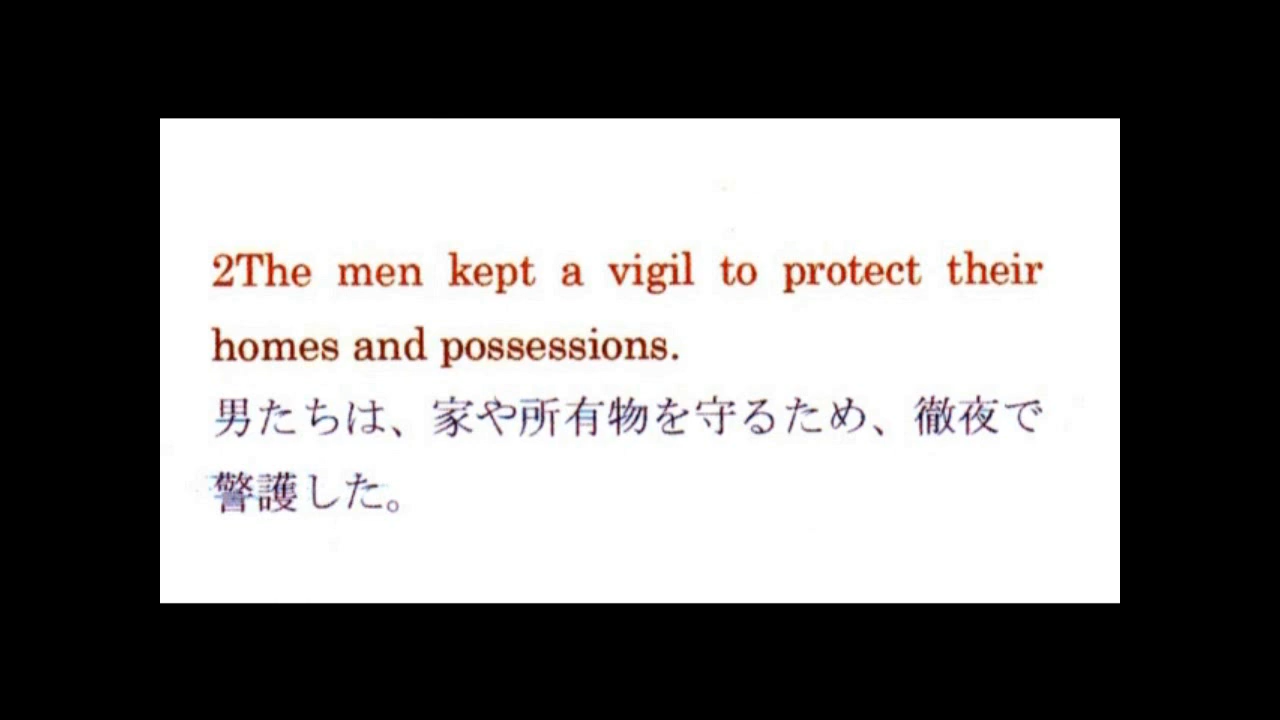 2The men kept a vigil to protect their
homes and possessions.
男たちは、家や所有物を守るため、徹夜で
警護した。